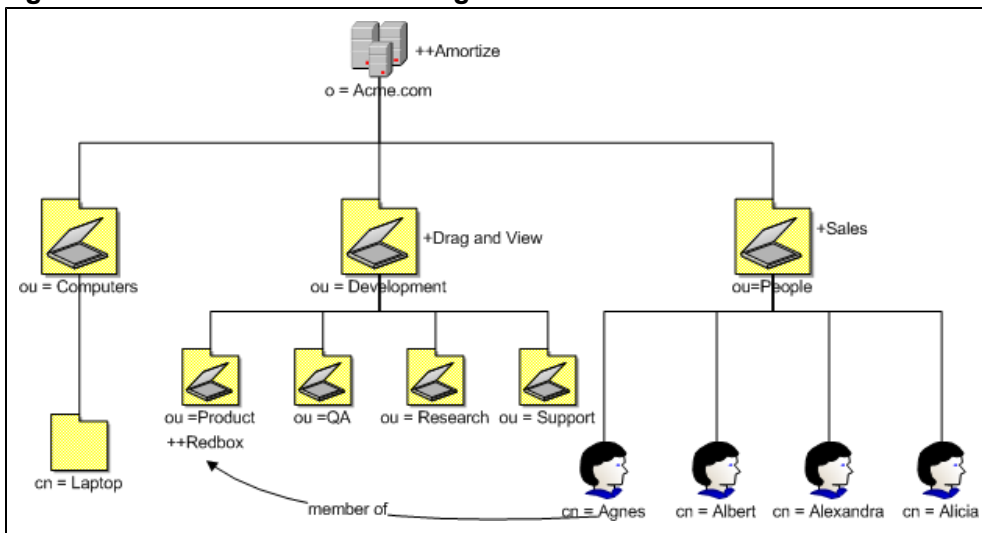 ++Amortize
o = Acme.com
+Drag and View
+Sales
ou = Computers
ou = Development
ou=People
ou =Product
ou =QA
ou = Research
ou = Support
++Redbox
cn = Laptop
member of
cn = Agnes
cn = Albert
cn = Alexandra
cn = Alicia